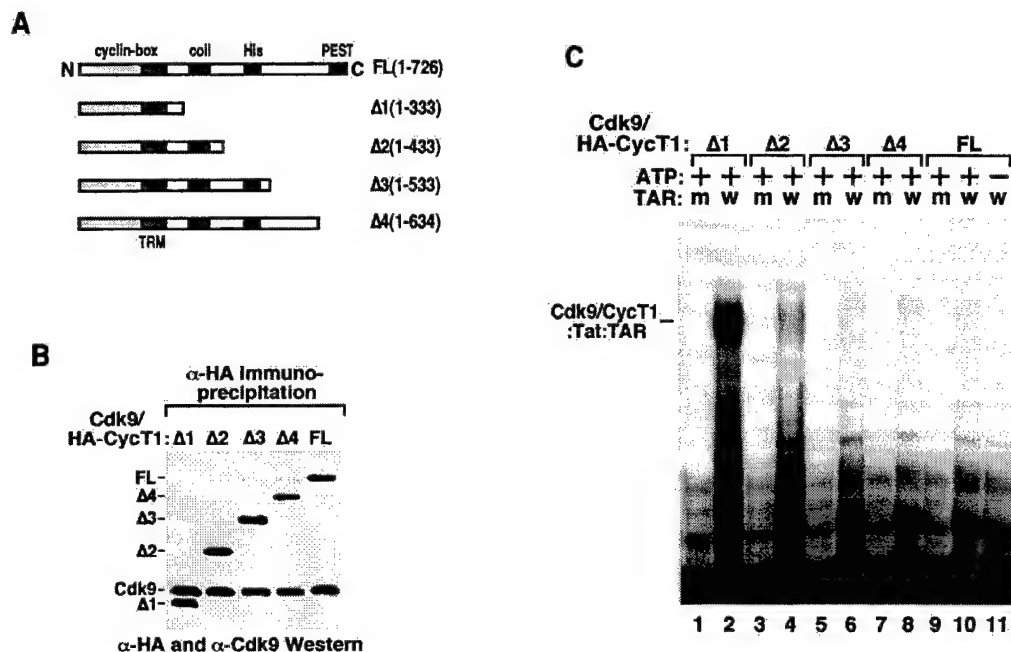 A
cyclin-box coil His PEST
N C FL(1-726)
Δ1(1-333)
Δ2(1-433)
Δ3(1-533)
Δ4(1-634)
TRM
B
α-HA Immuno-
precipitation
Cdk9/
HA-CycT1: Δ1 Δ2 Δ3 Δ4 FL
FL
Δ4
Δ3
Δ2
Cdk9
Δ1
α-HA and α-Cdk9 Western
C
Cdk9/
HA-CycT1: Δ1 Δ2 Δ3 Δ4 FL
ATP: + + + + + + + + + + −
TAR: m w m w m w m w m w w
Cdk9/CycT1
:Tat:TAR
1 2 3 4 5 6 7 8 9 10 11